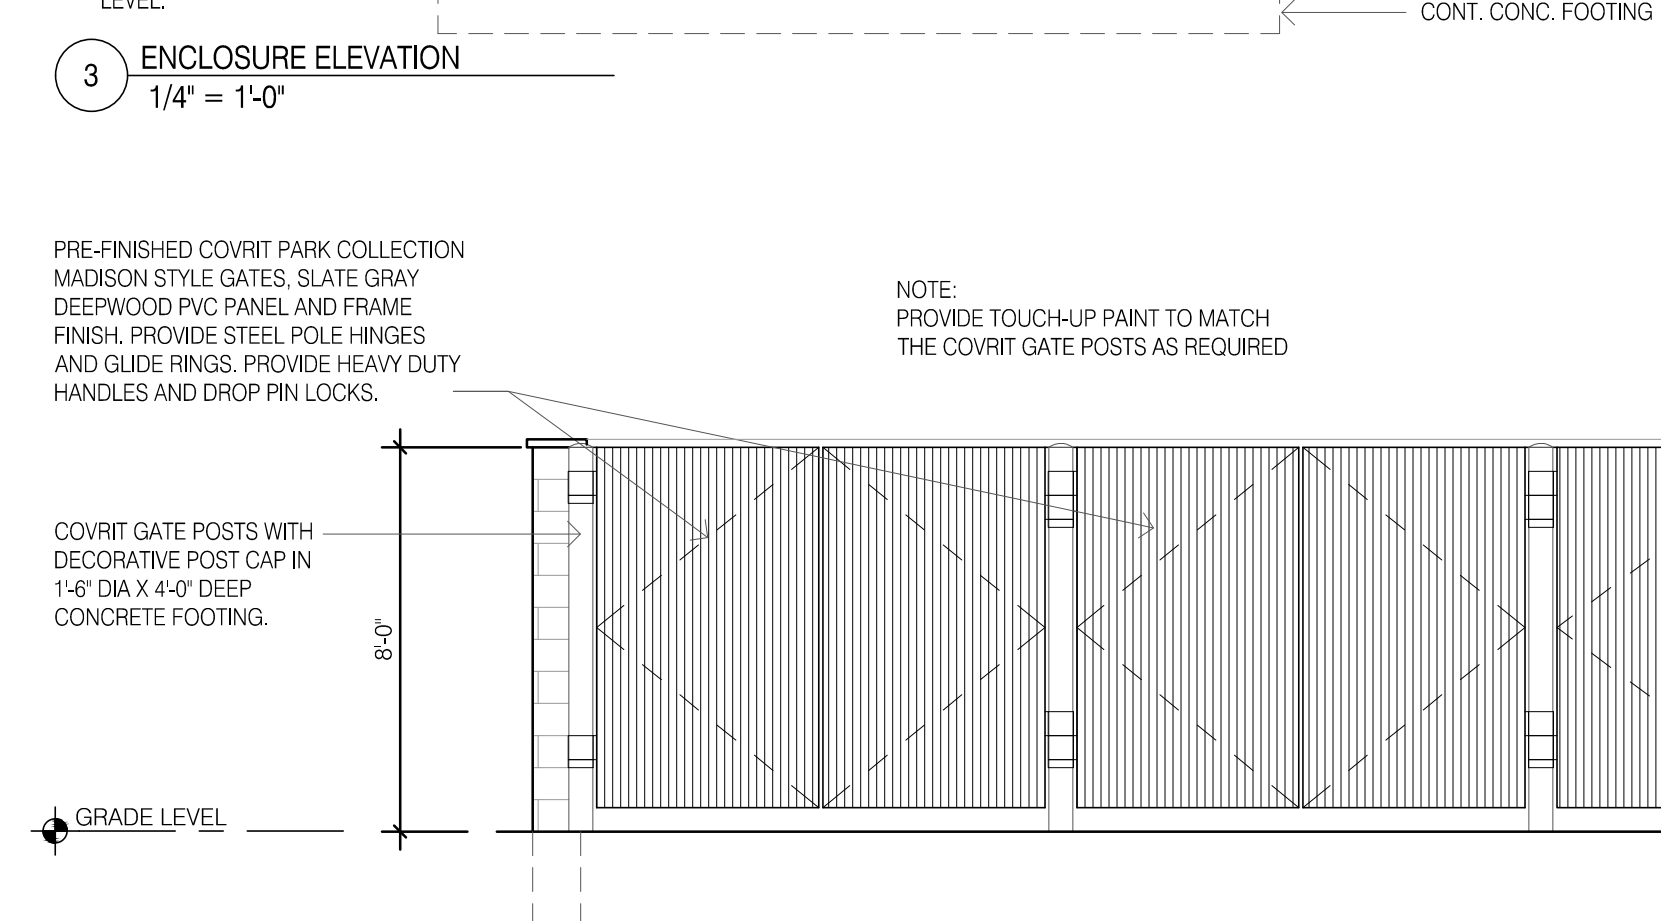 LEVEL.
CONT. CONC. FOOTING
3
ENCLOSURE ELEVATION
1/4" = 1'-0"
PRE-FINISHED COVRIT PARK COLLECTION
MADISON STYLE GATES, SLATE GRAY
DEEPWOOD PVC PANEL AND FRAME
FINISH. PROVIDE STEEL POLE HINGES
AND GLIDE RINGS. PROVIDE HEAVY DUTY
HANDLES AND DROP PIN LOCKS.
NOTE:
PROVIDE TOUCH-UP PAINT TO MATCH
THE COVRIT GATE POSTS AS REQUIRED
COVRIT GATE POSTS WITH
DECORATIVE POST CAP IN
1'-6" DIA X 4'-0" DEEP
CONCRETE FOOTING.
8'-0"
GRADE LEVEL